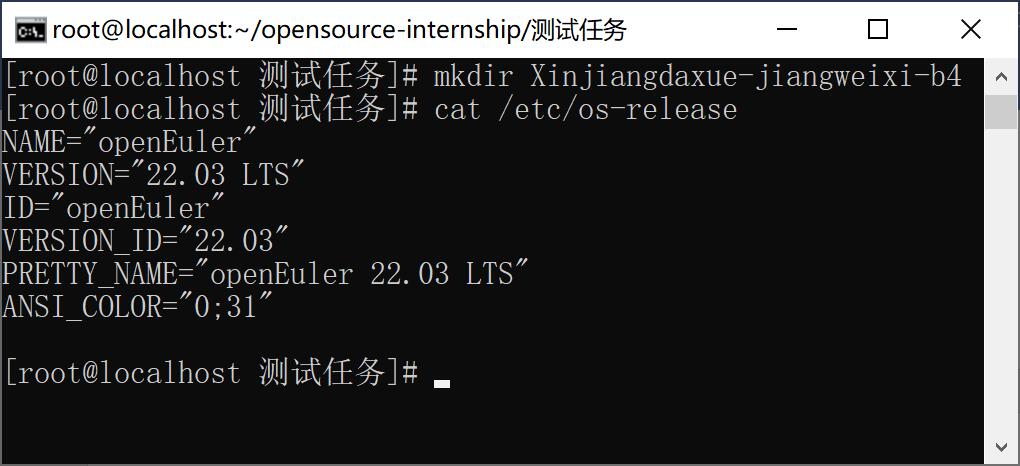 root@localhost:~/opensource-internship/测试任务
[root@localhost 测试任务]# mkdir Xinjiangdaxue-jiangweixi-b4
[root@localhost 测试任务]# cat /etc/os-release
NAME="openEuler"
VERSION="22.03 LTS"
ID="openEuler"
VERSION_ID="22.03"
PRETTY_NAME="openEuler 22.03 LTS"
ANSI_COLOR="0;31"
[root@localhost 测试任务]#